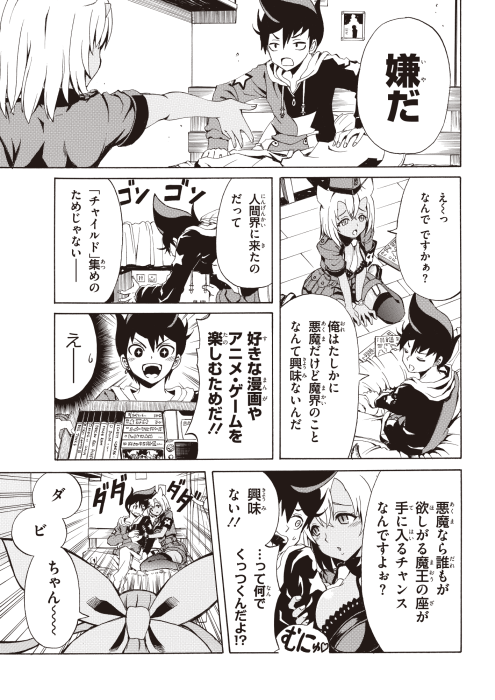 嫌だ
え〜っ
なんで ですかぁ?
俺はたしかに
悪魔だけど魔界のこと
なんて興味ないんだ
人間界に来たの
だって
ゴン ゴン
「チャイルド」集めの
ためじゃない――
好きな漫画や
アニメ・ゲームを
楽しむためだ!!
えー
悪魔なら誰もが
欲しがる魔王の座が
手に入るチャンス
なんですよぉ?
興味
ない!!
…って何で
くっつくんだよ!?
むにゅ♡
ダダダダ
ダビちゃん〜〜